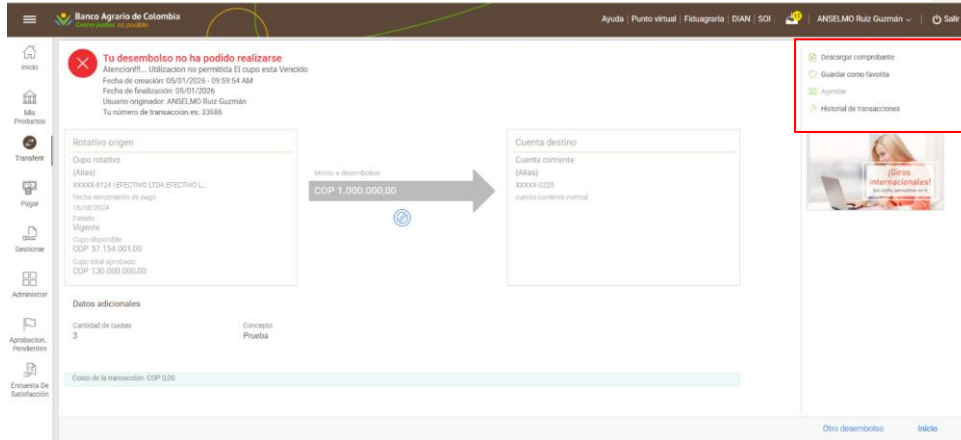 Banco Agrario de Colombia
Crecer juntos, es posible
Ayuda | Punto virtual | Fiduagraria | DIAN | SOI
ANSELMO Ruiz Guzmán
Salir
Inicio
Mis
Productos
Transferir
Pagar
Gestionar
Administrar
Aprobacion...
Pendientes
Encuesta De
Satisfacción
Tu desembolso no ha podido realizarse
Atencion!!!... Utilizacion no permitida El cupo esta Vencido
Fecha de creación: 05/01/2026 - 09:59:54 AM
Fecha de finalización: 05/01/2026
Usuario originador: ANSELMO Ruiz Guzmán
Tu número de transacción es: 33686
Rotativo origen
Cupo rotativo
(Alias)
XXXXX-9124 | EFECTIVO LTDA EFECTIVO L...
Fecha vencimiento de pago
16/08/2024
Estado
Vigente
Cupo disponible
COP 57.154.001,00
Cupo total aprobado
COP 130.000.000,00
Monto a desembolsar
COP 1.000.000,00
Cuenta destino
Cuenta corriente
(Alias)
XXXXX-0225
cuenta corriente normal
Datos adicionales
Cantidad de cuotas
3
Concepto
Prueba
Costo de la transacción: COP 0,00
Descargar comprobante
Guardar como favorita
Agendar
Historial de transacciones
¡Giros
internacionales!
Otro desembolso
Inicio